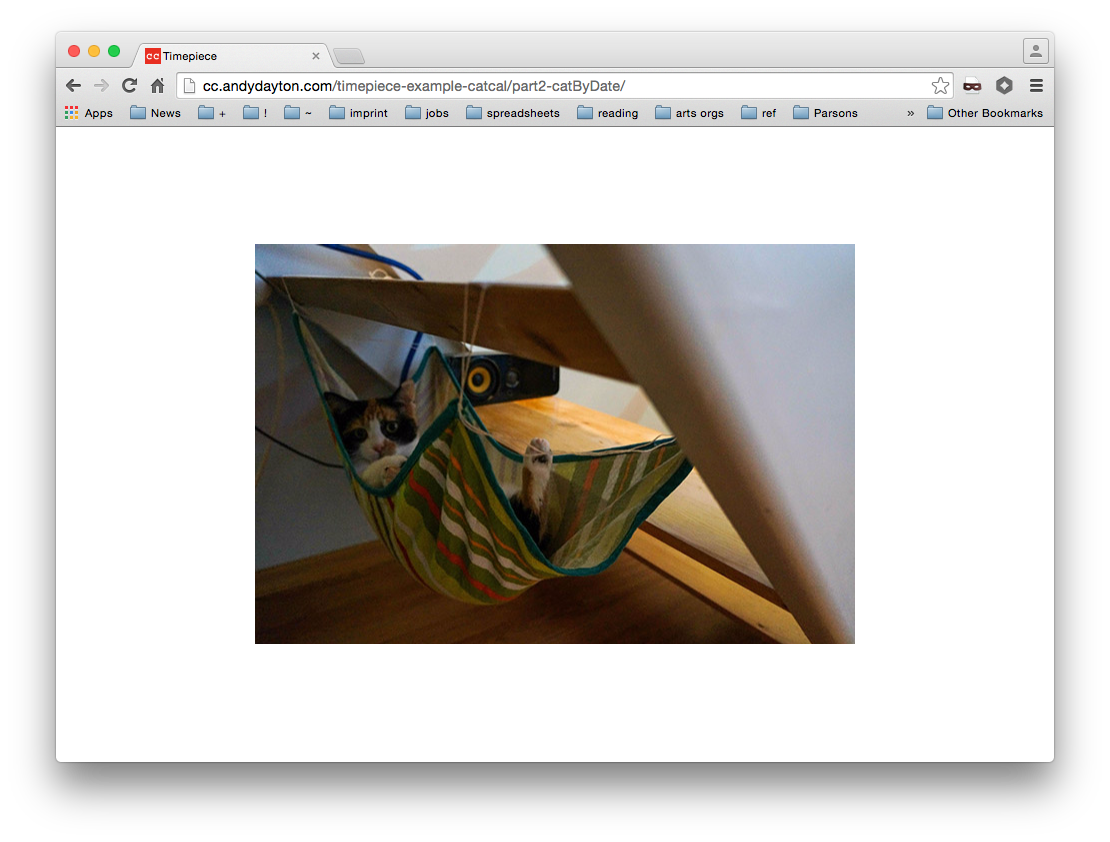 cc Timepiece
cc.andydayton.com/timepiece-example-catcal/part2-catByDate/
Apps News + ! ~ imprint jobs spreadsheets reading arts orgs ref Parsons » Other Bookmarks